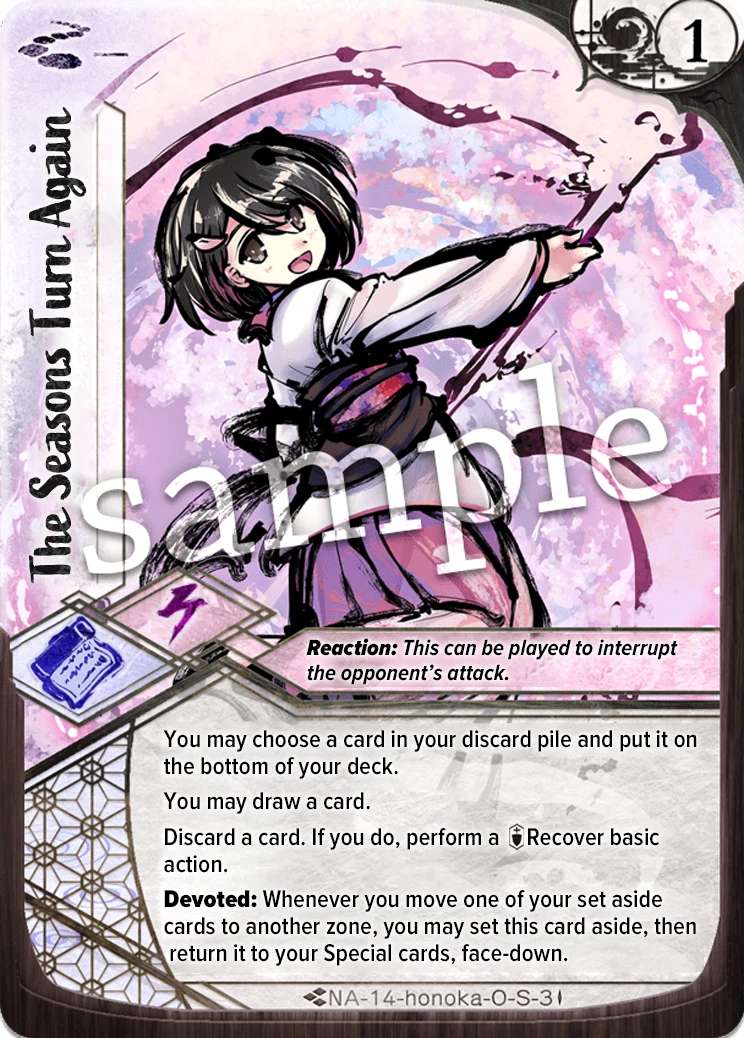 1
The Seasons Turn Again
sample
Reaction: This can be played to interrupt
the opponent's attack.
You may choose a card in your discard pile and put it on
the bottom of your deck.
You may draw a card.
Discard a card. If you do, perform a Recover basic
action.
Devoted: Whenever you move one of your set aside
cards to another zone, you may set this card aside, then
return it to your Special cards, face-down.
NA-14-honoka-O-S-3